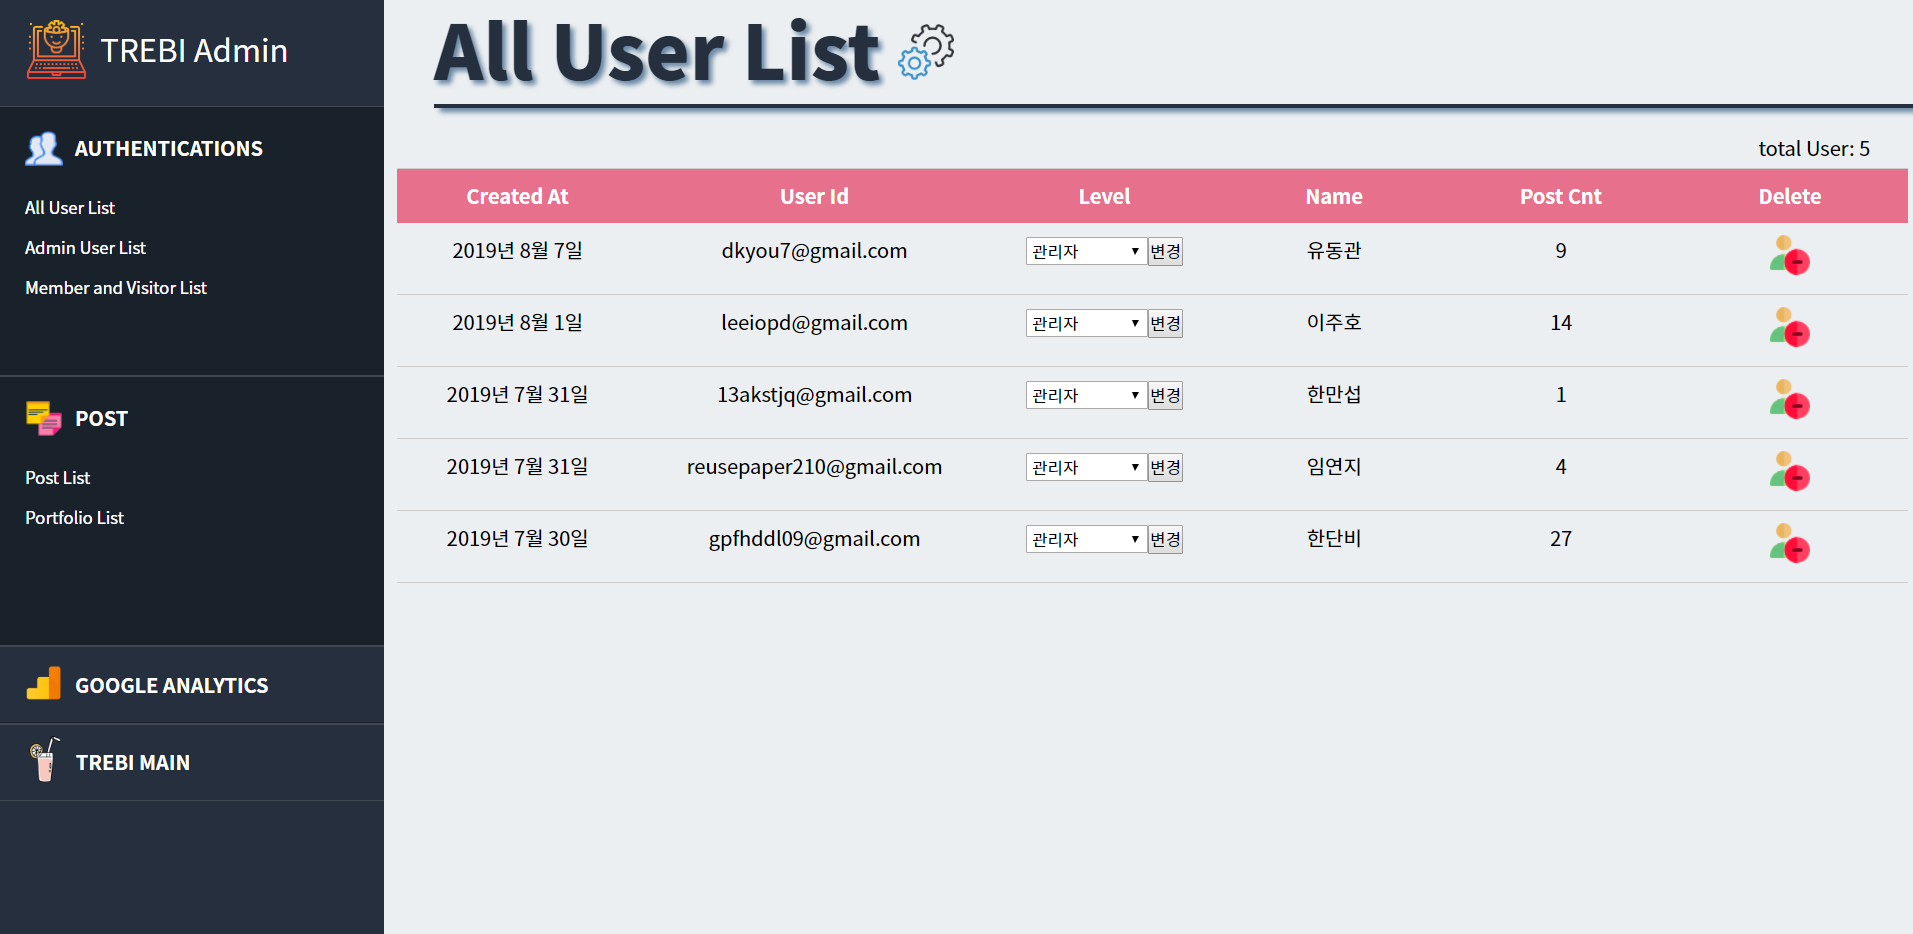 TREBI Admin
AUTHENTICATIONS
All User List
Admin User List
Member and Visitor List
POST
Post List
Portfolio List
GOOGLE ANALYTICS
TREBI MAIN
All User List
total User: 5
Created At User Id Level Name Post Cnt Delete
2019년 8월 7일 dkyou7@gmail.com 관리자 변경 유동관 9
2019년 8월 1일 leeiopd@gmail.com 관리자 변경 이주호 14
2019년 7월 31일 13akstjq@gmail.com 관리자 변경 한만섭 1
2019년 7월 31일 reusepaper210@gmail.com 관리자 변경 임연지 4
2019년 7월 30일 gpfhddl09@gmail.com 관리자 변경 한단비 27